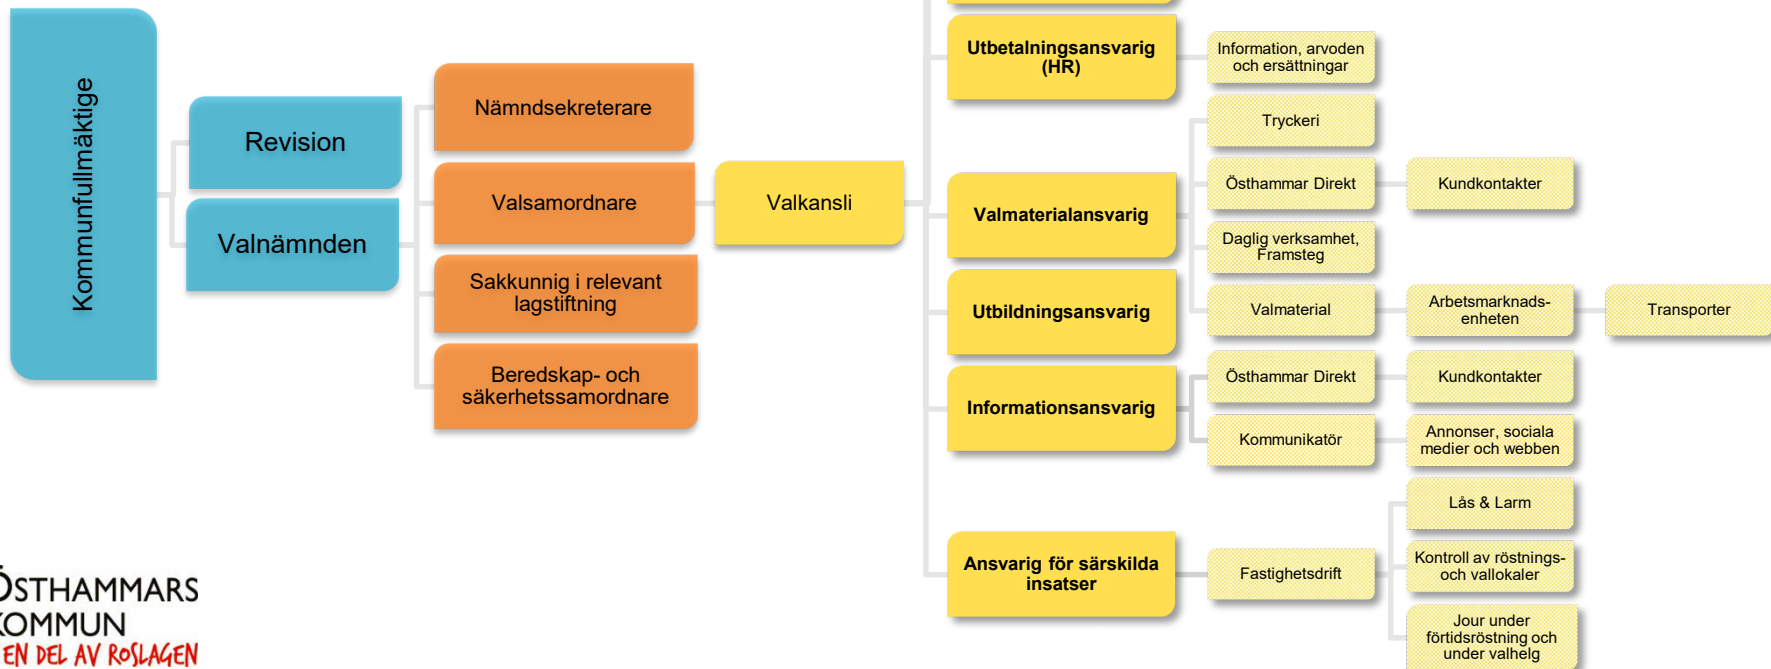 Kommunfullmäktige
Revision
Valnämnden
Nämndsekreterare
Valsamordnare
Sakkunnig i relevant
lagstiftning
Beredskap- och
säkerhetssamordnare
Valkansli
Utbetalningsansvarig
(HR)
Information, arvoden
och ersättningar
Valmaterialansvarig
Tryckeri
Östhammar Direkt
Kundkontakter
Daglig verksamhet,
Framsteg
Valmaterial
Arbetsmarknads-
enheten
Transporter
Utbildningsansvarig
Informationsansvarig
Östhammar Direkt
Kundkontakter
Kommunikatör
Annonser, sociala
medier och webben
Ansvarig för särskilda
insatser
Fastighetsdrift
Lås & Larm
Kontroll av röstnings-
och vallokaler
Jour under
förtidsröstning och
under valhelg
ÖSTHAMMARS
KOMMUN
EN DEL AV ROSLAGEN